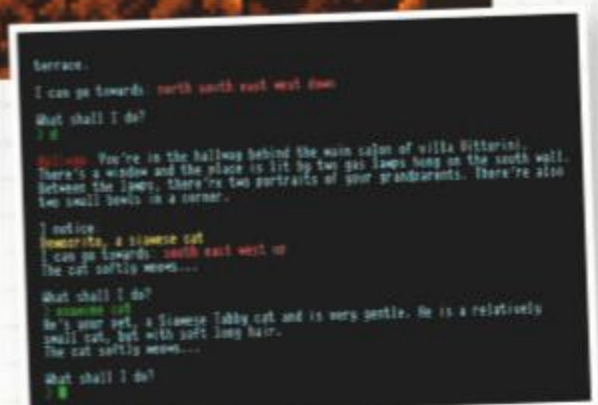 terrace.
I can go towards: north south east west down
What shall I do?
? d
Hallway. You're in the hallway behind the main salon of villa Vittorini.
There's a window and the place is lit by two gas lamps hung on the south wall.
Between the lamps, there're two portraits of your grandparents. There're also
two small bowls in a corner.
I notice
a siamese cat
I can go towards: south east west up
The cat softly meows...
What shall I do?
? examine cat
He's your pet, a Siamese Tabby cat and is very gentle. He is a relatively
small cat, but with soft long hair.
The cat softly meows...
What shall I do?
?